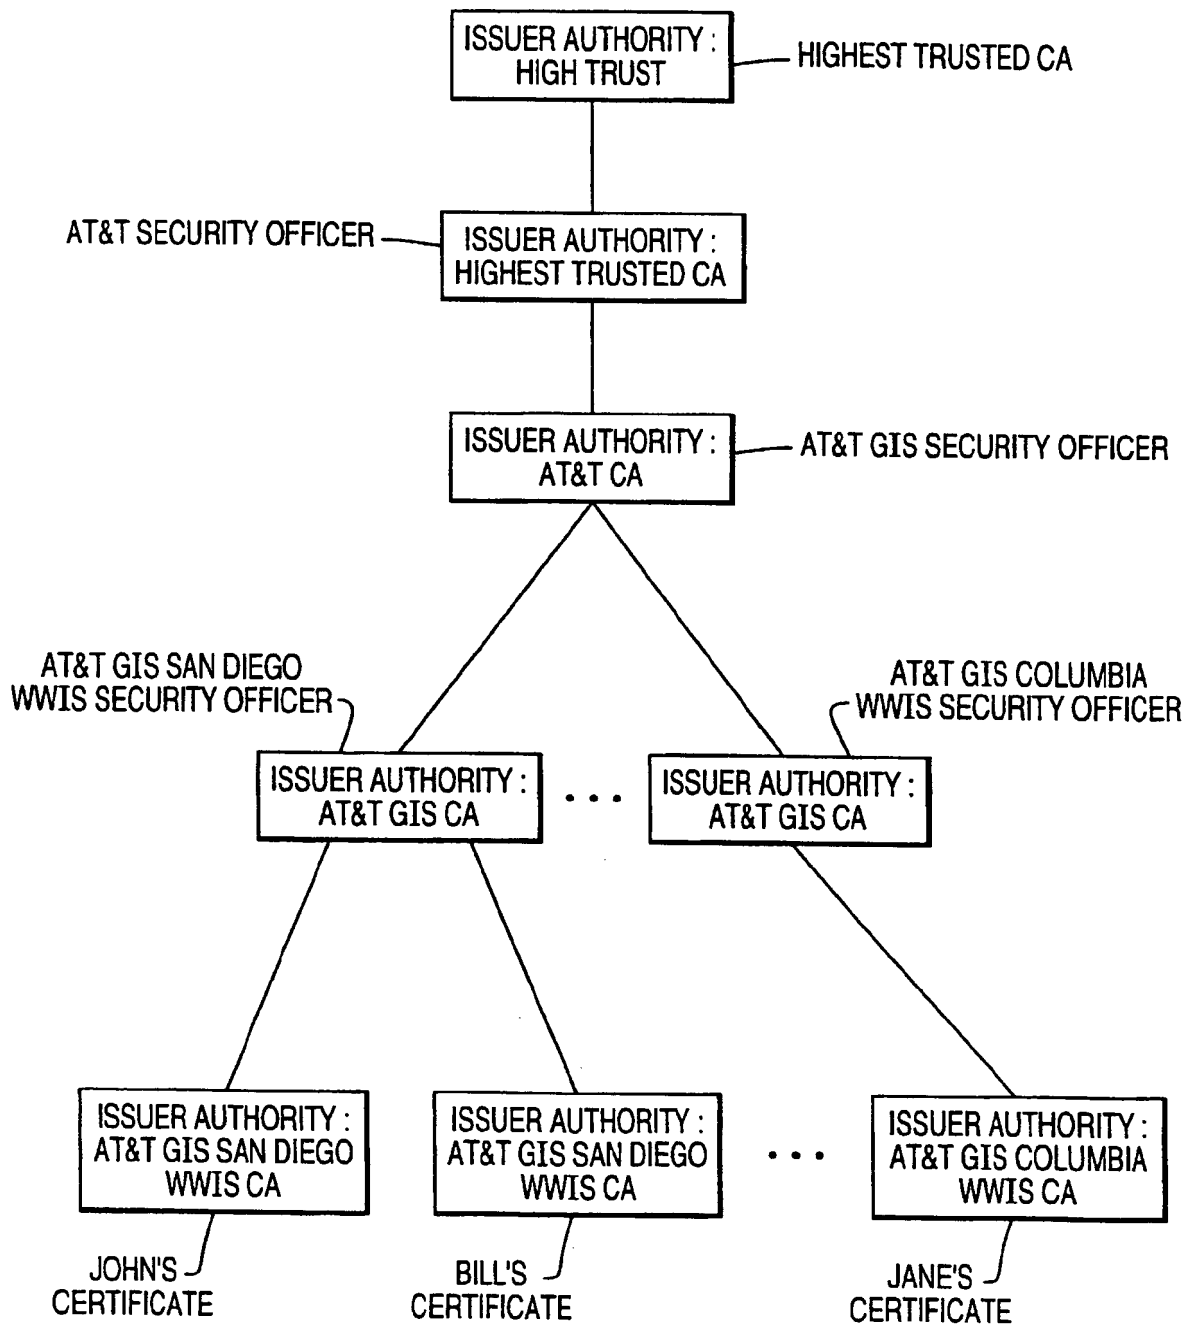 ISSUER AUTHORITY :
HIGH TRUST
HIGHEST TRUSTED CA
AT&T SECURITY OFFICER
ISSUER AUTHORITY :
HIGHEST TRUSTED CA
ISSUER AUTHORITY :
AT&T CA
AT&T GIS SECURITY OFFICER
AT&T GIS SAN DIEGO
WWIS SECURITY OFFICER
AT&T GIS COLUMBIA
WWIS SECURITY OFFICER
ISSUER AUTHORITY :
AT&T GIS CA
• • •
ISSUER AUTHORITY :
AT&T GIS CA
ISSUER AUTHORITY :
AT&T GIS SAN DIEGO
WWIS CA
ISSUER AUTHORITY :
AT&T GIS SAN DIEGO
WWIS CA
• • •
ISSUER AUTHORITY :
AT&T GIS COLUMBIA
WWIS CA
JOHN'S
CERTIFICATE
BILL'S
CERTIFICATE
JANE'S
CERTIFICATE